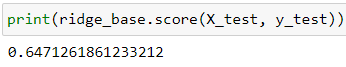 print(ridge_base.score(X_test, y_test))
0.6471261861233212